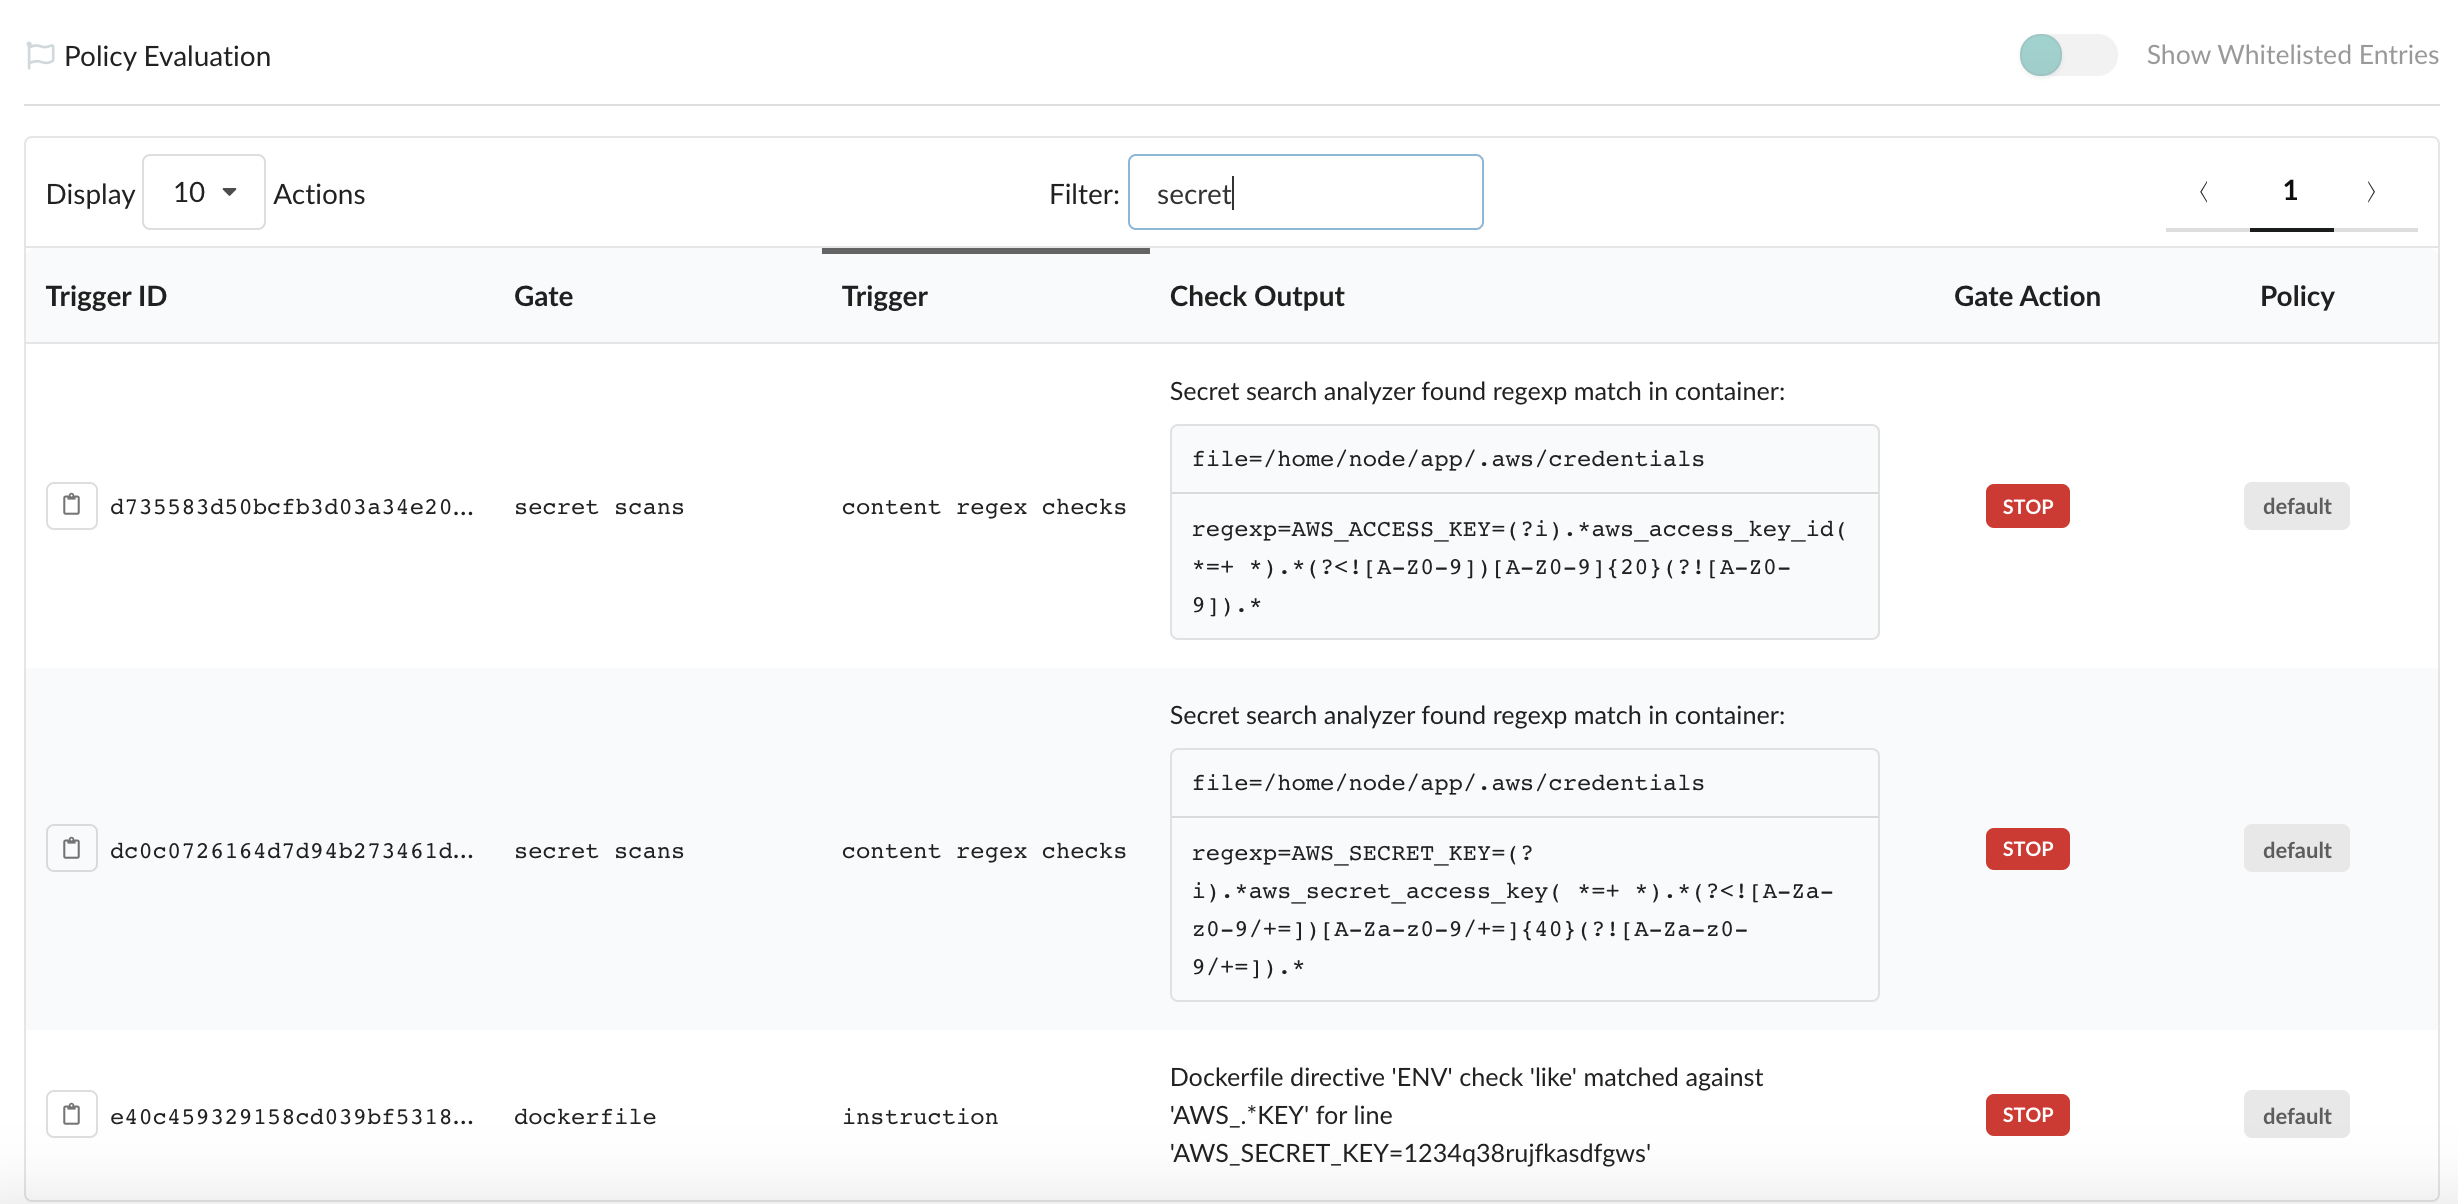 Policy Evaluation
Show Whitelisted Entries
Display 10 Actions
Filter: secret
1
Trigger ID Gate Trigger Check Output Gate Action Policy
Secret search analyzer found regexp match in container:
file=/home/node/app/.aws/credentials
d735583d50bcfb3d03a34e20... secret scans content regex checks STOP default
regexp=AWS_ACCESS_KEY=(?i).*aws_access_key_id(
*=+ *).*(?<![A-Z0-9])[A-Z0-9]{20}(?![A-Z0-
9]).*
Secret search analyzer found regexp match in container:
file=/home/node/app/.aws/credentials
dc0c0726164d7d94b273461d... secret scans content regex checks STOP default
regexp=AWS_SECRET_KEY=(?
i).*aws_secret_access_key( *=+ *).*(?<![A-Za-
z0-9/+=])[A-Za-z0-9/+=]{40}(?![A-Za-z0-
9/+=]).*
Dockerfile directive 'ENV' check 'like' matched against
e40c459329158cd039bf5318... dockerfile instruction 'AWS_.*KEY' for line STOP default
'AWS_SECRET_KEY=1234q38rujfkasdfgws'